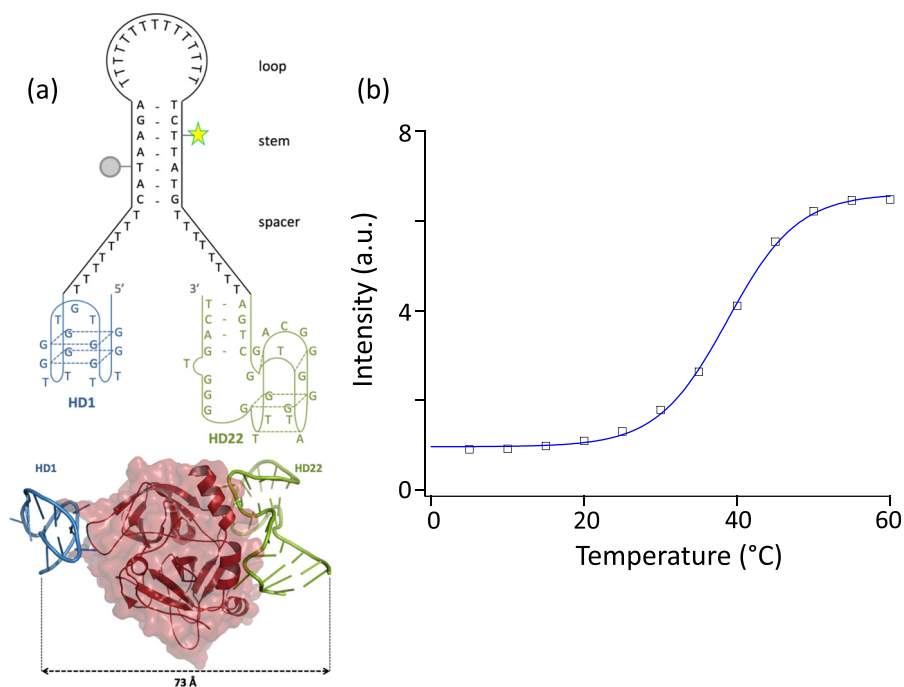 (a)
(b)
T T T T T T T T T T T T T T T T T
loop
A - T
G - C
A - T
A - T
T - A
A - T
C - G
stem
T T T T T T T T
T T T T T T T T
spacer
5′
3′
G
T T
G G
G G
G G
G G
T T T T
HD1
T - A
C - G
A - T
G - C
A C G
T G T G
G G
G
G G
G G G T
G T T
HD22 T A
HD1
HD22
73 Å
8
4
0
Intensity (a.u.)
0 20 40 60
Temperature (°C)